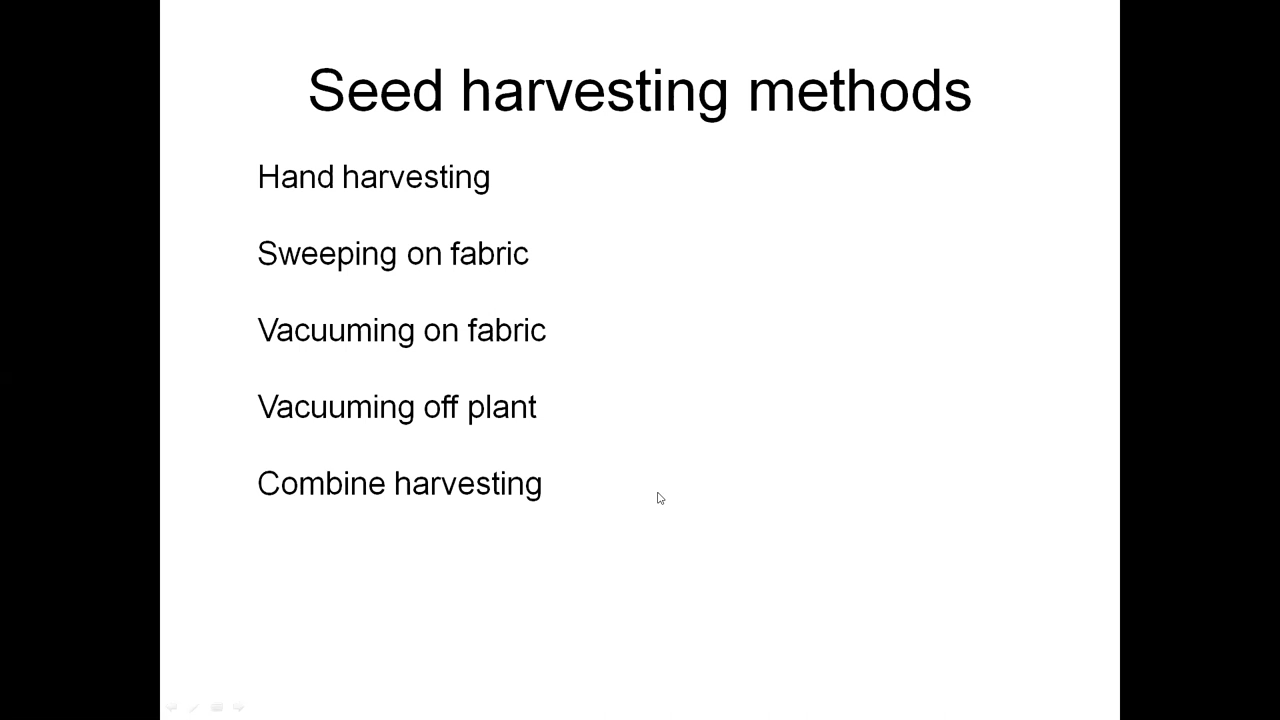 Seed harvesting methods
Hand harvesting
Sweeping on fabric
Vacuuming on fabric
Vacuuming off plant
Combine harvesting